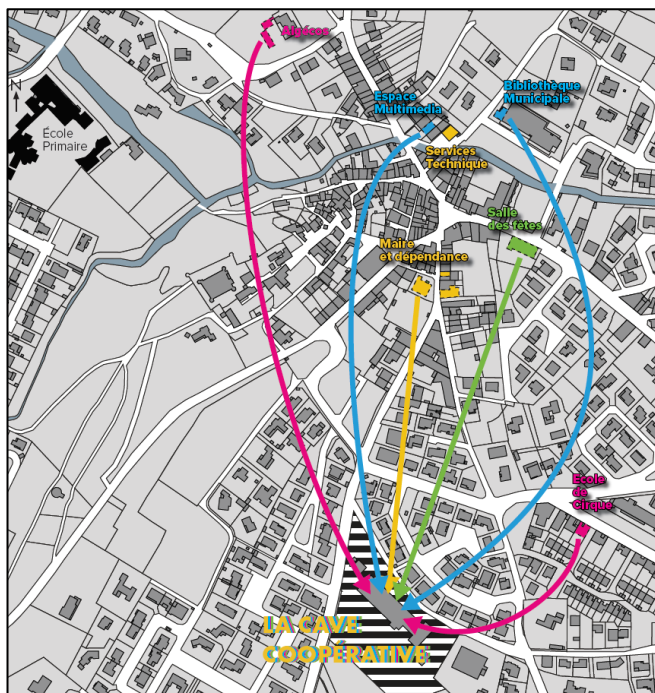 Alpécos
Espace
Multimedia
Bibliothèque
Municipale
N
École
Primaire
Services
Technique
Salle
des fêtes
Maire
et dépendance
École
de
Cirque
LA CAVE
COOPÉRATIVE